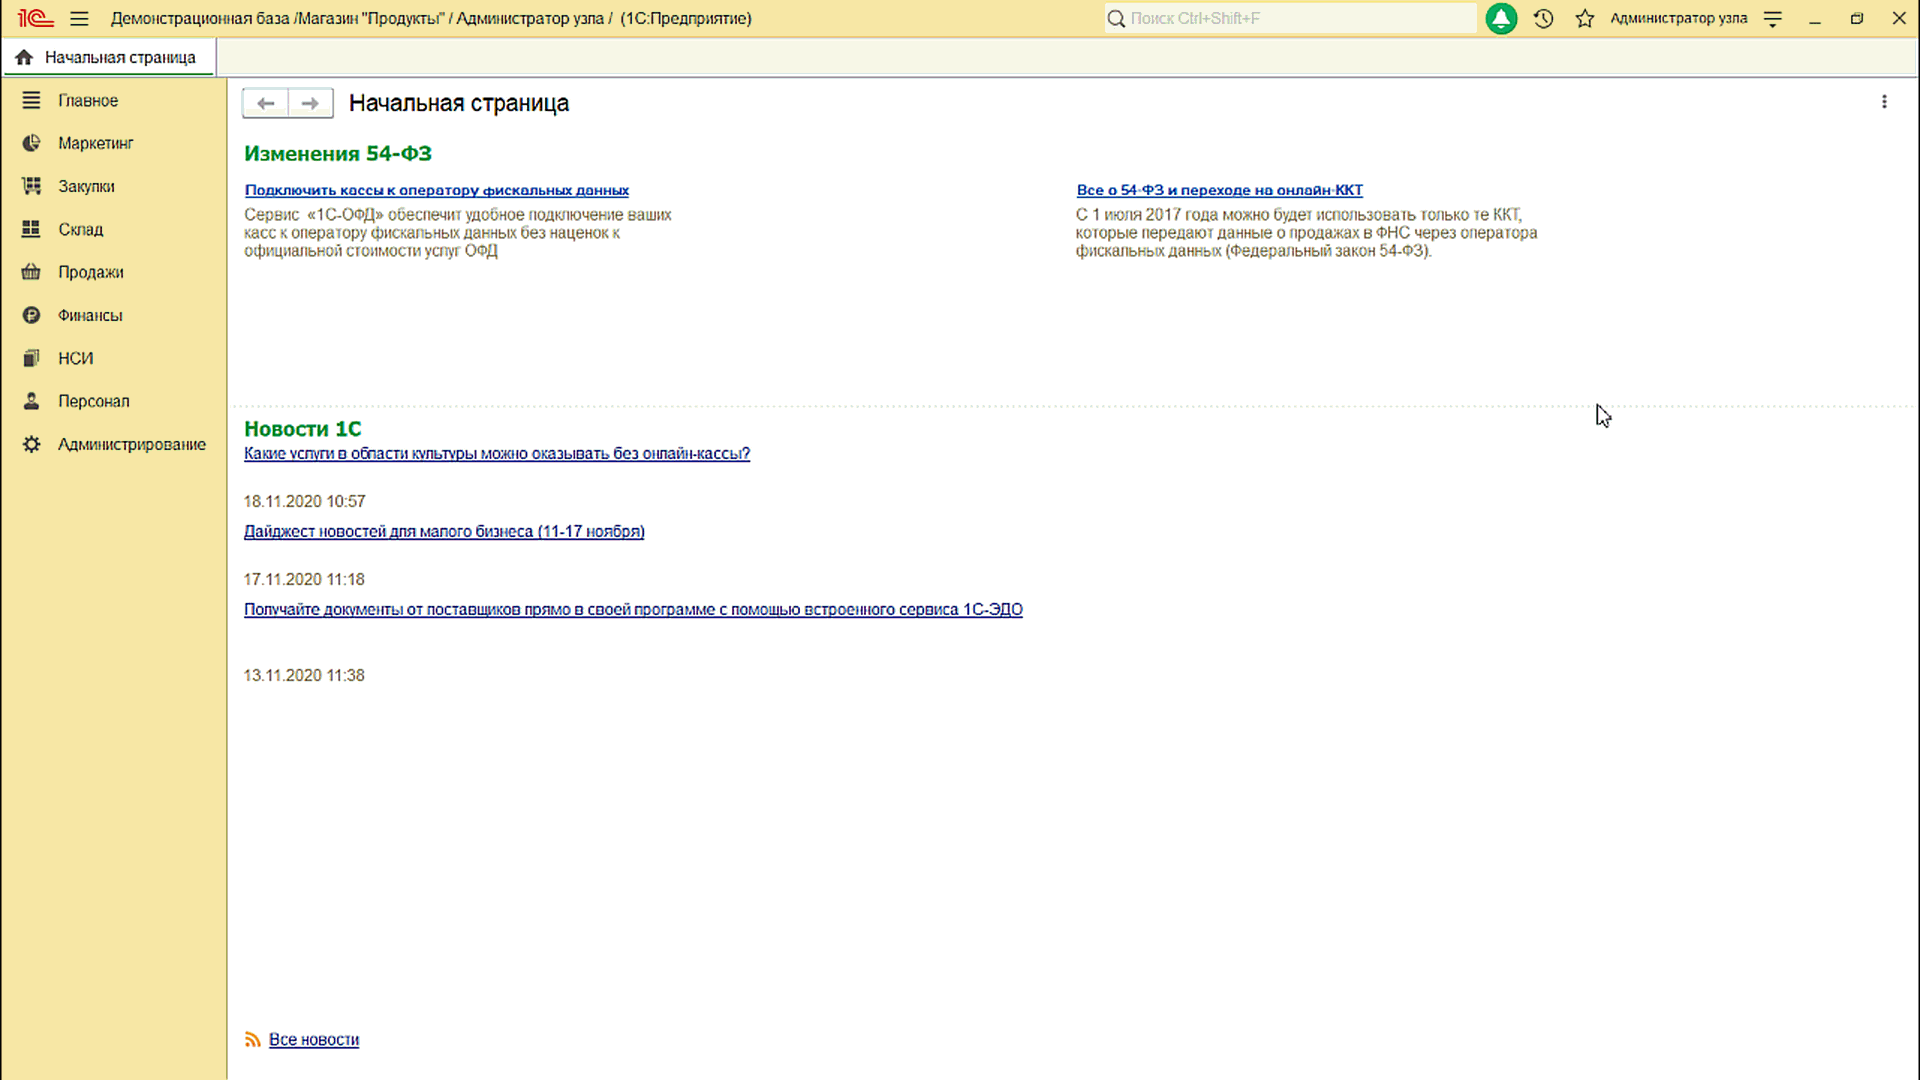 1С Демонстрационная база /Магазин "Продукты" / Администратор узла / (1С:Предприятие)
Поиск Ctrl+Shift+F
Администратор узла
Начальная страница
Главное
Маркетинг
Закупки
Склад
Продажи
Финансы
НСИ
Персонал
Администрирование
Начальная страница
Изменения 54-ФЗ
Подключить кассы к оператору фискальных данных
Сервис «1С-ОФД» обеспечит удобное подключение ваших
касс к оператору фискальных данных без наценок к
официальной стоимости услуг ОФД
Все о 54-ФЗ и переходе на онлайн-ККТ
С 1 июля 2017 года можно будет использовать только те ККТ,
которые передают данные о продажах в ФНС через оператора
фискальных данных (Федеральный закон 54-ФЗ).
Новости 1С
Какие услуги в области культуры можно оказывать без онлайн-кассы?
18.11.2020 10:57
Дайджест новостей для малого бизнеса (11-17 ноября)
17.11.2020 11:18
Получайте документы от поставщиков прямо в своей программе с помощью встроенного сервиса 1С-ЭДО
13.11.2020 11:38
Все новости